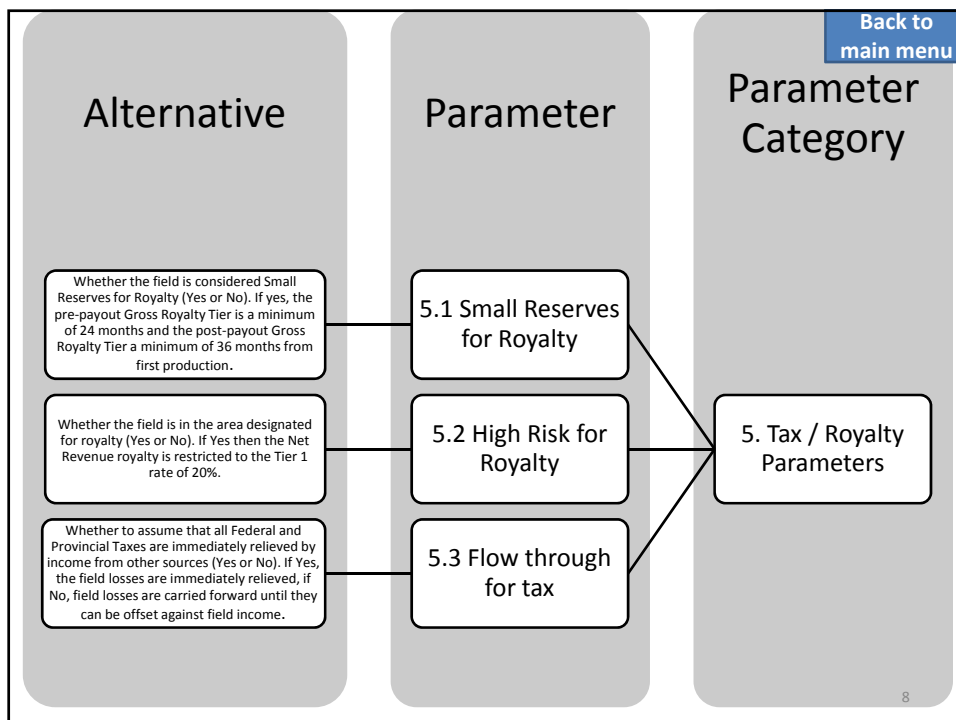 Back to
main menu
Alternative
Parameter
Parameter
Category
Whether the field is considered Small
Reserves for Royalty (Yes or No). If yes, the
pre-payout Gross Royalty Tier is a minimum
of 24 months and the post-payout Gross
Royalty Tier a minimum of 36 months from
first production.
5.1 Small Reserves
for Royalty
Whether the field is in the area designated
for royalty (Yes or No). If Yes then the Net
Revenue royalty is restricted to the Tier 1
rate of 20%.
5.2 High Risk for
Royalty
5. Tax / Royalty
Parameters
Whether to assume that all Federal and
Provincial Taxes are immediately relieved by
income from other sources (Yes or No). If Yes,
the field losses are immediately relieved, if
No, field losses are carried forward until they
can be offset against field income.
5.3 Flow through
for tax
8